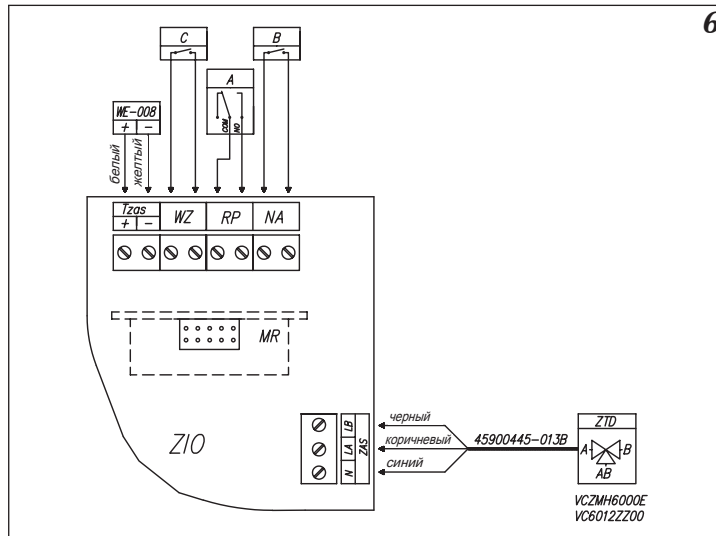 6
C B
A
WE-008
+ -
COM NO
белый желтый
Tzas WZ RP NA
+ -
MR
ZIO
LB
LA
N
ZAS
черный
коричневый
синий
45900445-013B
ZTD
A B
AB
VCZMH6000E
VC6012ZZ00